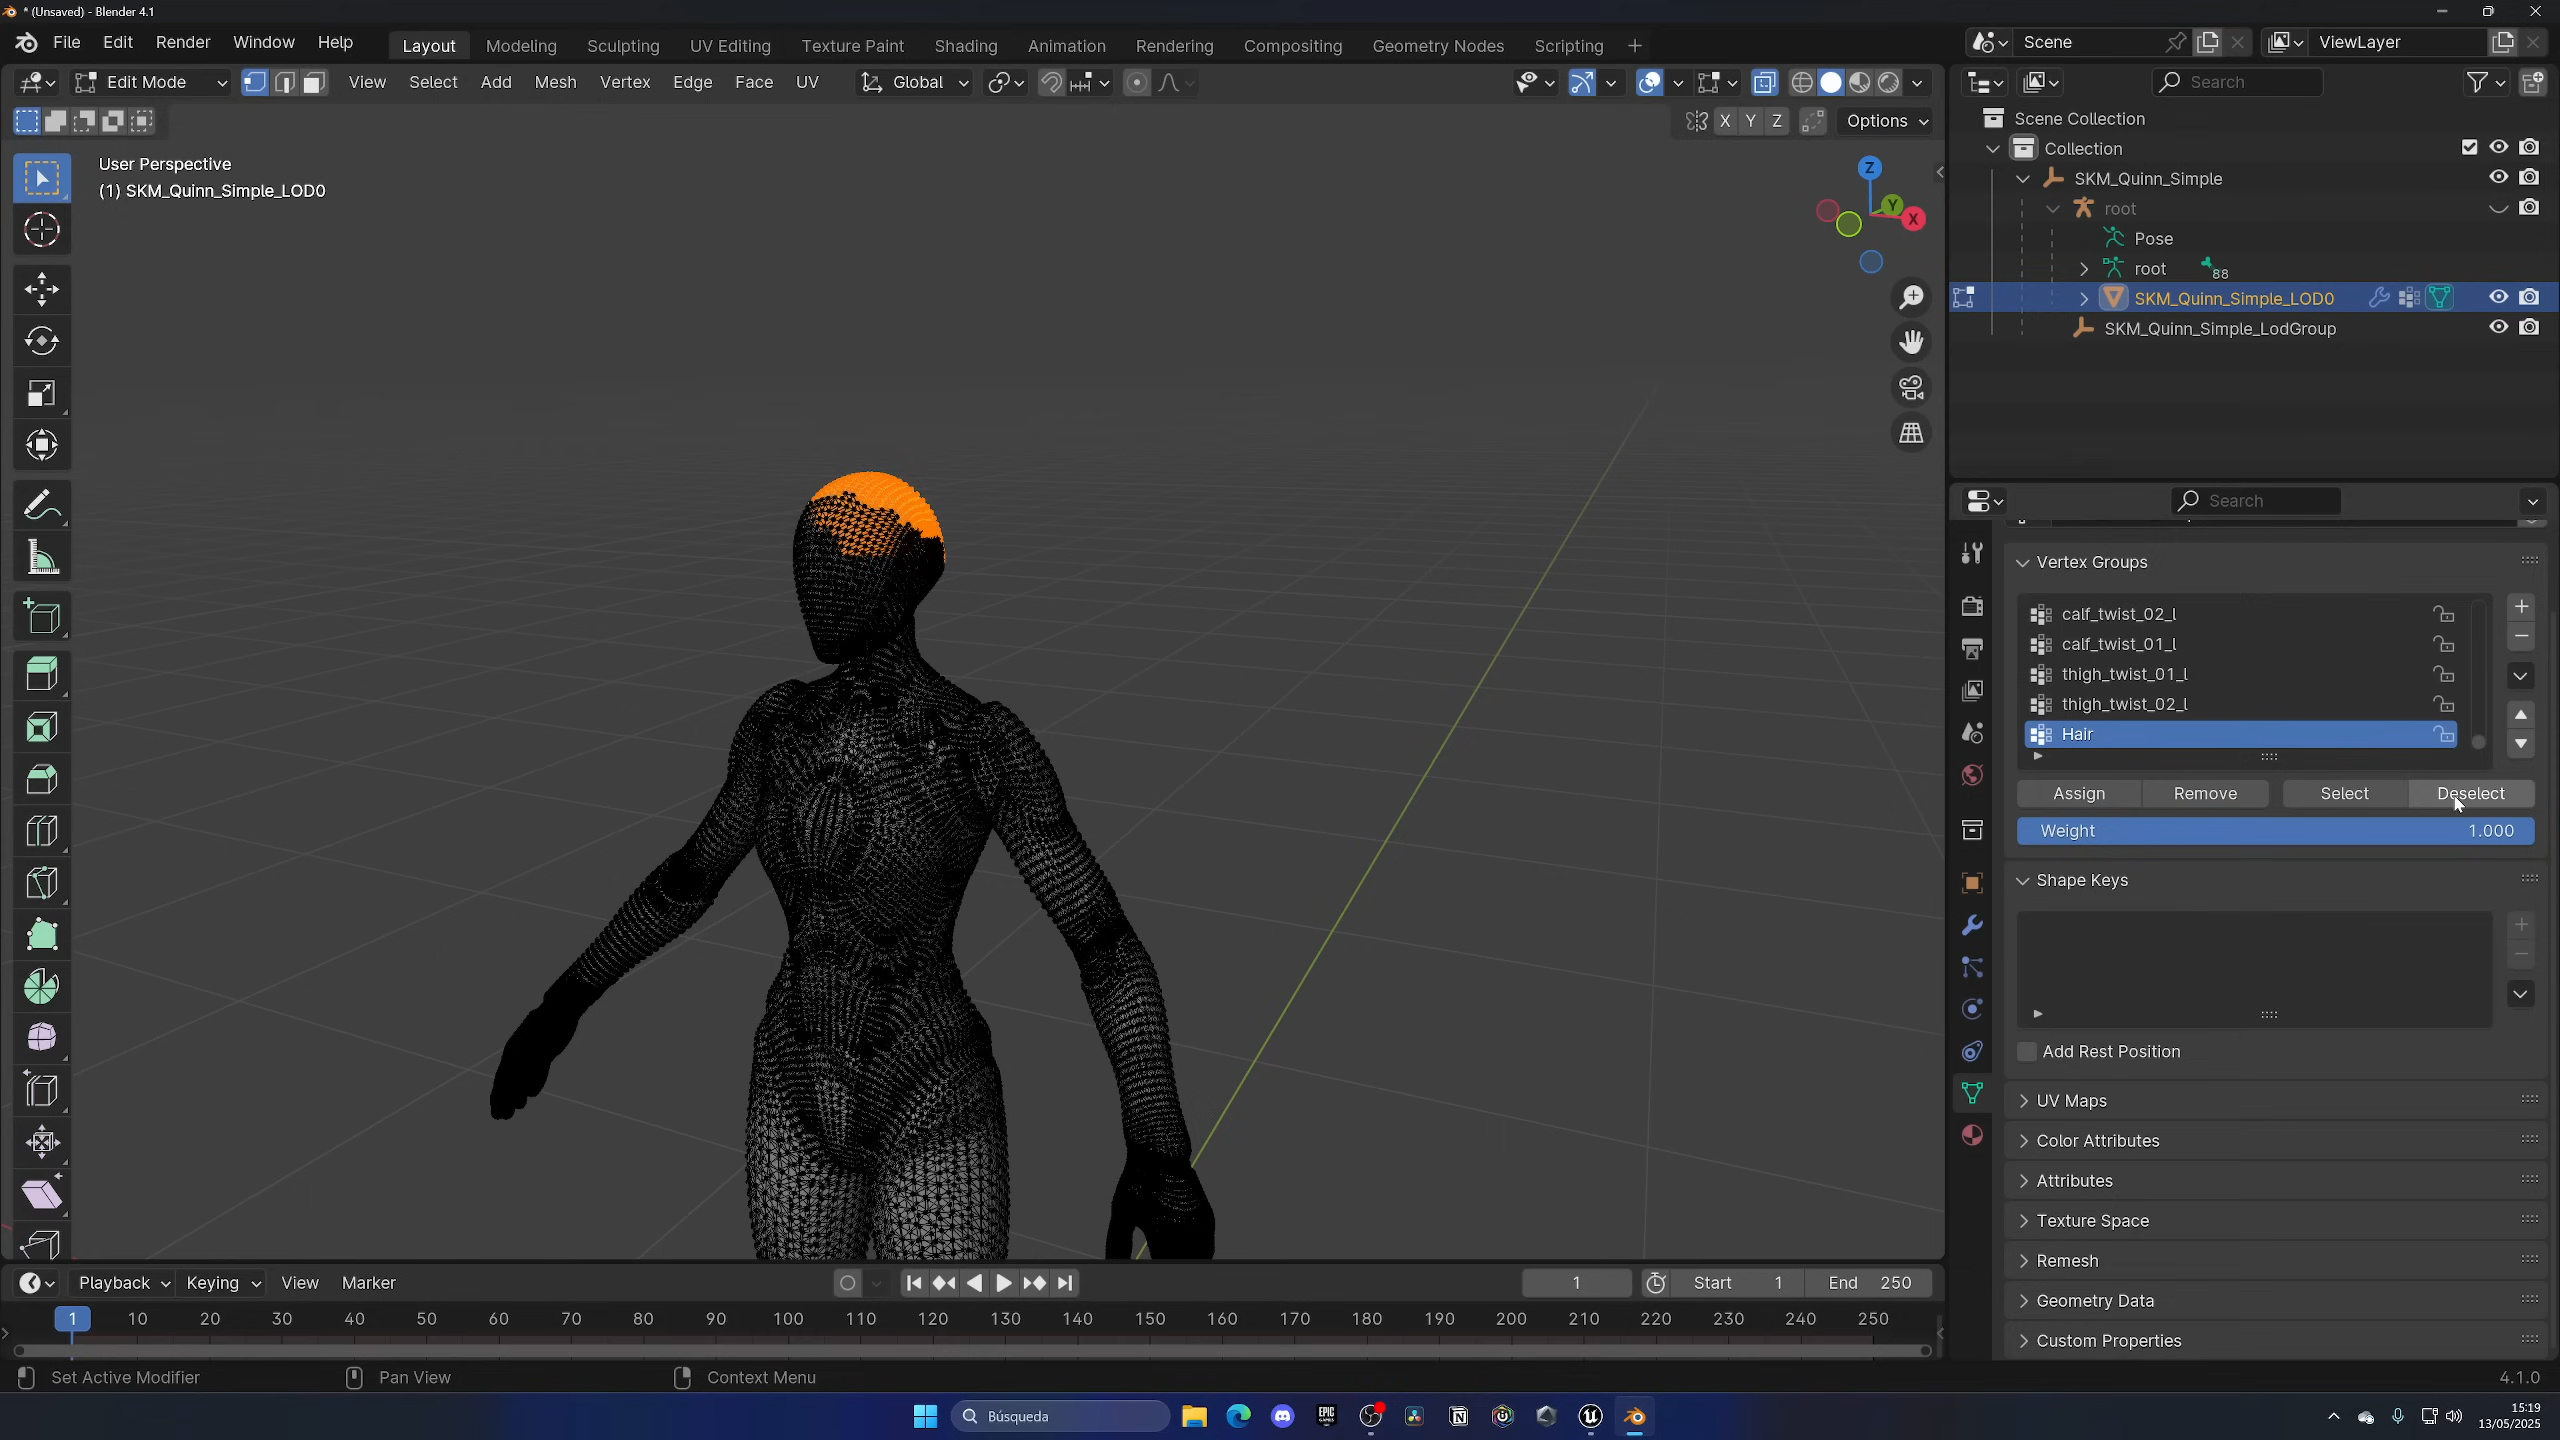 * (Unsaved) - Blender 4.1
File Edit Render Window Help
Layout Modeling Sculpting UV Editing Texture Paint Shading Animation Rendering Compositing Geometry Nodes Scripting
Scene
ViewLayer
Edit Mode View Select Add Mesh Vertex Edge Face UV Global
Search
X Y Z Options
User Perspective
(1) SKM_Quinn_Simple_LOD0
Z
Y
X
Scene Collection
Collection
SKM_Quinn_Simple
root
Pose
root 88
SKM_Quinn_Simple_LOD0
SKM_Quinn_Simple_LodGroup
Search
Vertex Groups
calf_twist_02_l
calf_twist_01_l
thigh_twist_01_l
thigh_twist_02_l
Hair
Assign Remove Select Deselect
Weight 1.000
Shape Keys
Add Rest Position
UV Maps
Color Attributes
Attributes
Texture Space
Remesh
Geometry Data
Custom Properties
Playback Keying View Marker
1 Start 1 End 250
1 10 20 30 40 50 60 70 80 90 100 110 120 130 140 150 160 170 180 190 200 210 220 230 240 250
Set Active Modifier Pan View Context Menu 4.1.0
Búsqueda
EPIC
GAMES
15:19
13/05/2025